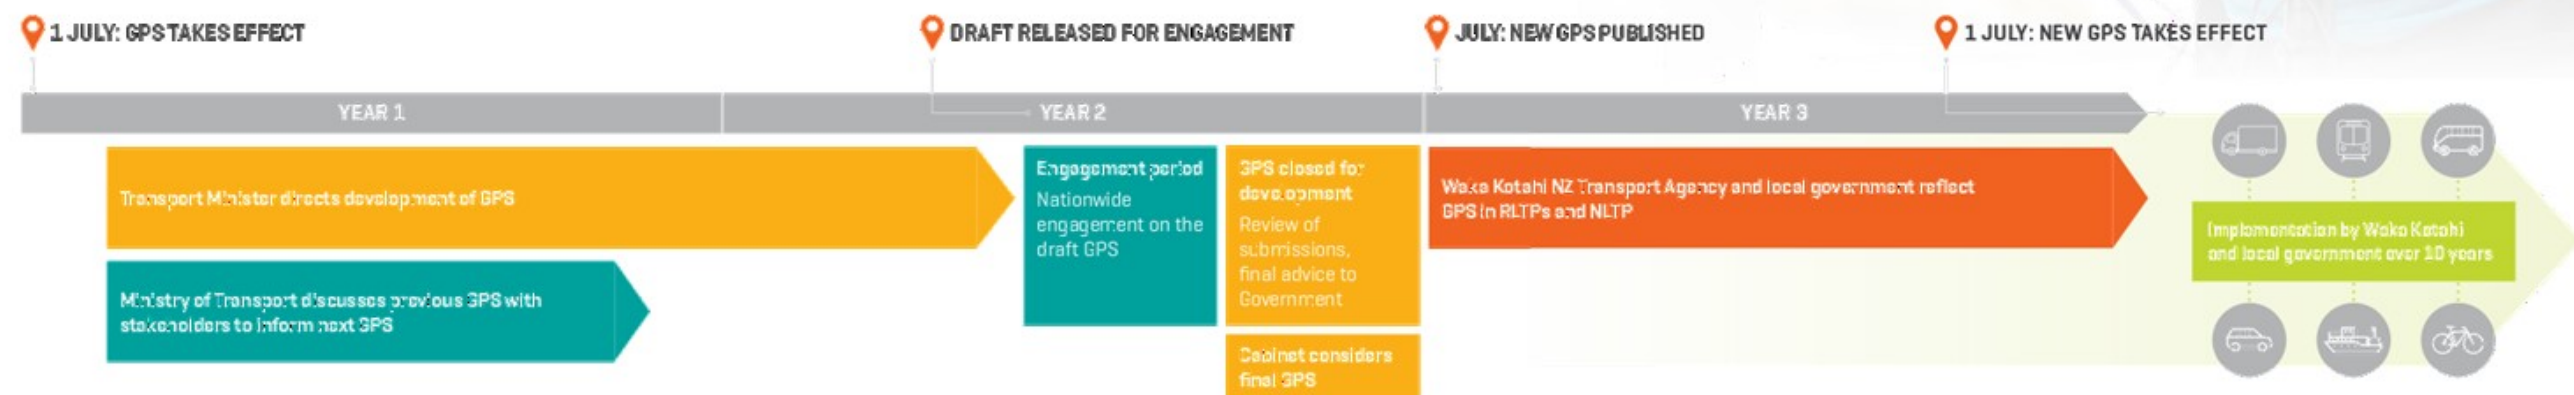 1 JULY: GPS TAKES EFFECT
DRAFT RELEASED FOR ENGAGEMENT
JULY: NEW GPS PUBLISHED
1 JULY: NEW GPS TAKES EFFECT
YEAR 1
YEAR 2
YEAR 3
Transport Minister directs development of GPS
Ministry of Transport discusses previous GPS with
stakeholders to inform next GPS
Engagement period
Nationwide
engagement on the
draft GPS
GPS closed for
development
Review of
submissions,
final advice to
Government
Cabinet considers
final GPS
Waka Kotahi NZ Transport Agency and local government reflect
GPS in RLTPs and NLTP
Implementation by Waka Kotahi
and local government over 10 years